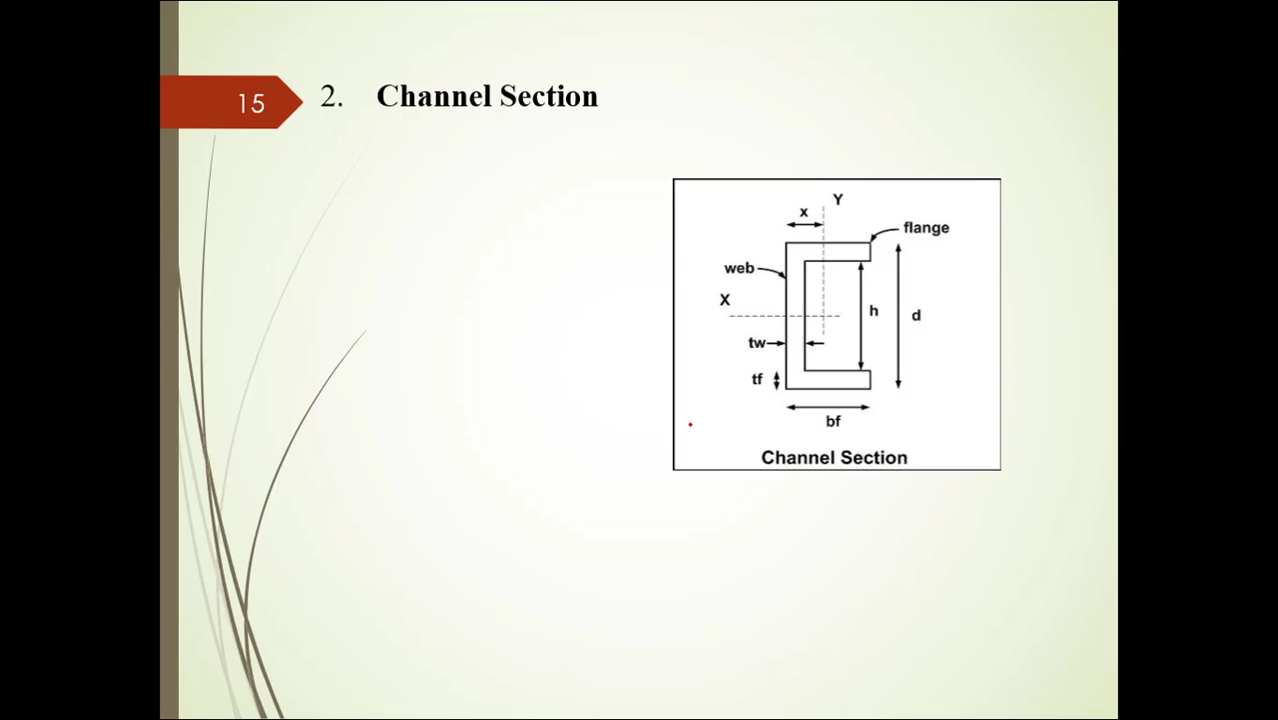 15
2. Channel Section
Y
x
flange
web
X
h
d
tw
tf
bf
Channel Section